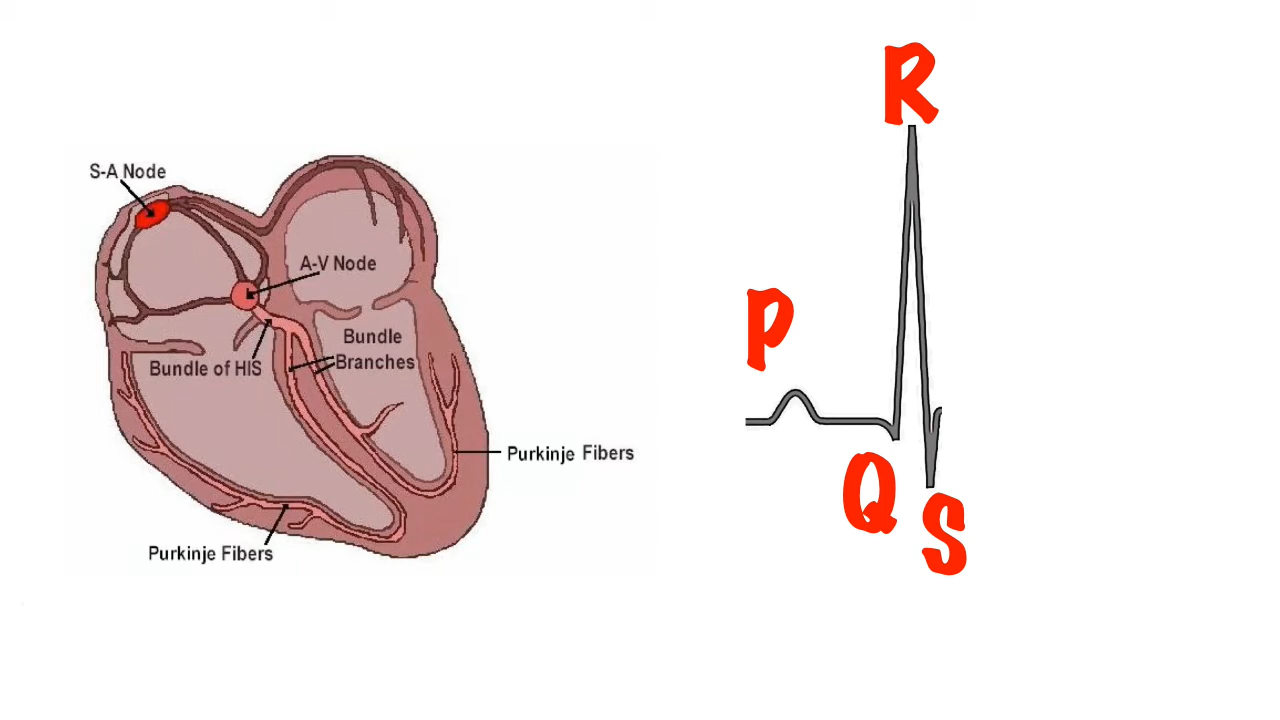 S-A Node
A-V Node
Bundle
Branches
Bundle of HIS
Purkinje Fibers
Purkinje Fibers
R
P
Q
S